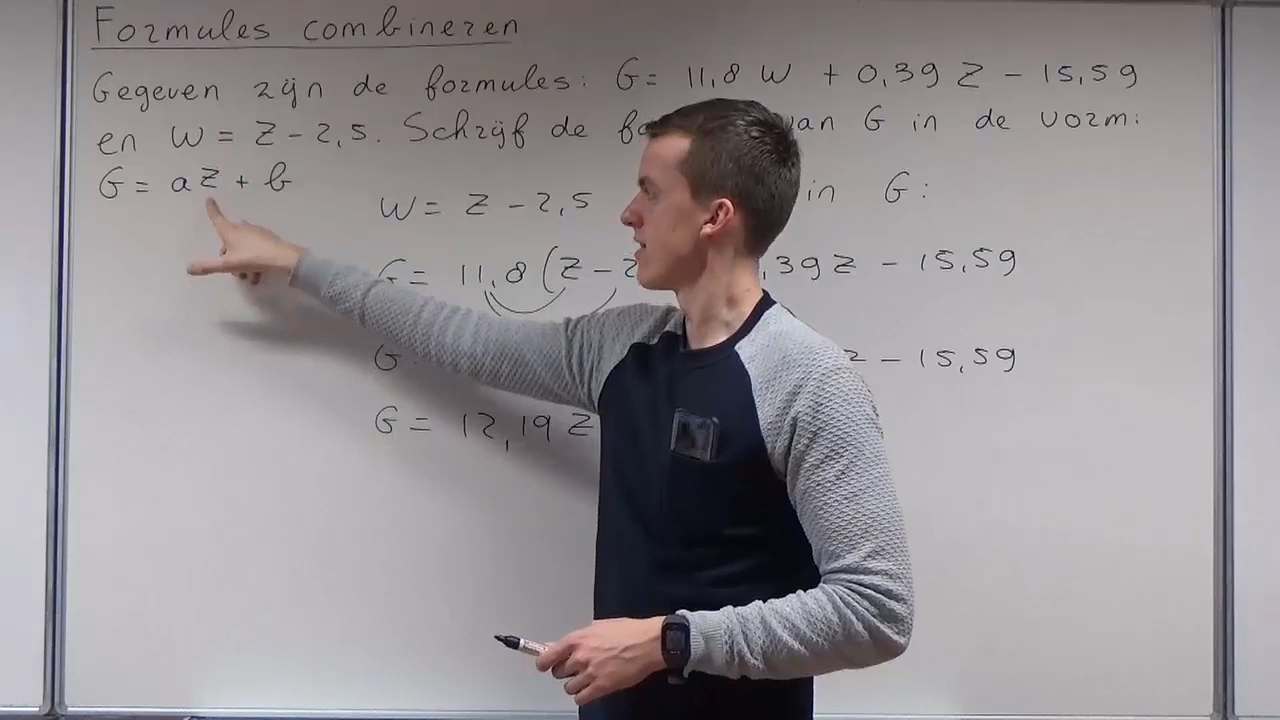 Formules combineren
Gegeven zijn de formules: G = 11,8 W + 0,39 Z - 15,59
en W = Z - 2,5. Schrijf de van G in de vorm:
G = aZ + b
W = Z - 2,5 in G:
G = 11,8 (Z - 2 ,39 Z - 15,59
G Z - 15,59
G = 12,19 Z